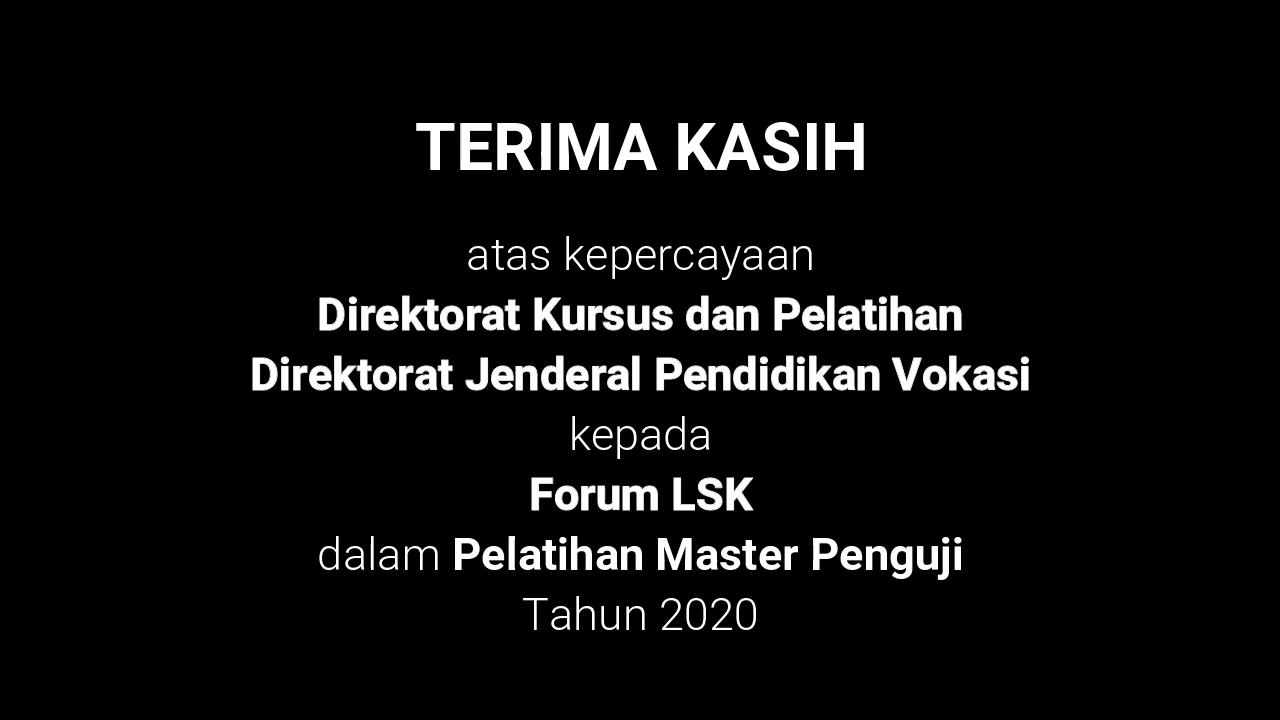 TERIMA KASIH
atas kepercayaan
Direktorat Kursus dan Pelatihan
Direktorat Jenderal Pendidikan Vokasi
kepada
Forum LSK
dalam Pelatihan Master Penguji
Tahun 2020